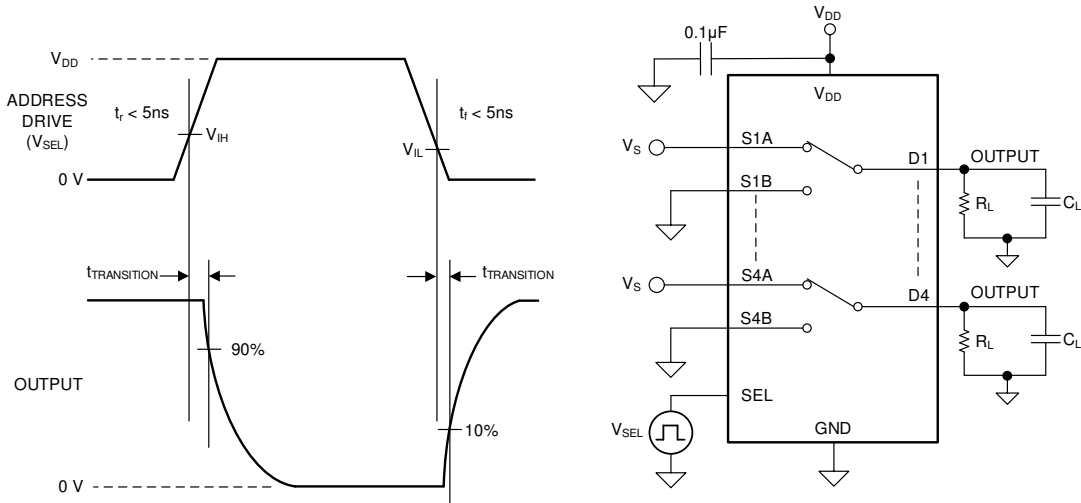 V_DD
ADDRESS
DRIVE
(V_SEL)
t_r < 5ns
V_IH
V_IL
t_f < 5ns
0 V
t_TRANSITION
t_TRANSITION
90%
OUTPUT
10%
0 V
V_DD
0.1µF
V_DD
V_S
S1A
D1
OUTPUT
S1B
R_L
C_L
V_S
S4A
D4
OUTPUT
S4B
R_L
C_L
SEL
V_SEL
GND